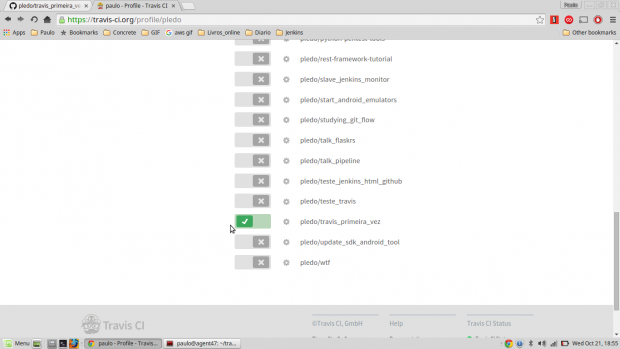 pledo/travis_primeira_ve
paulo - Profile - Travis CI
Paulo
https://travis-ci.org/profile/pledo
Apps
Paulo
Bookmarks
Concrete
GIF
aws gif
Livros_online
Diario
Jenkins
Other bookmarks
pledo/rest-framework-tutorial
pledo/slave_jenkins_monitor
pledo/start_android_emulators
pledo/studying_git_flow
pledo/talk_flaskrs
pledo/talk_pipeline
pledo/teste_jenkins_html_github
pledo/teste_travis
pledo/travis_primeira_vez
pledo/update_sdk_android_tool
pledo/wtf
Travis CI
©Travis CI, GmbH
Help
Travis CI Status
Menu
paulo - Profile - Travis...
paulo@agent47: ~/tra...
Wed Oct 21, 18:55